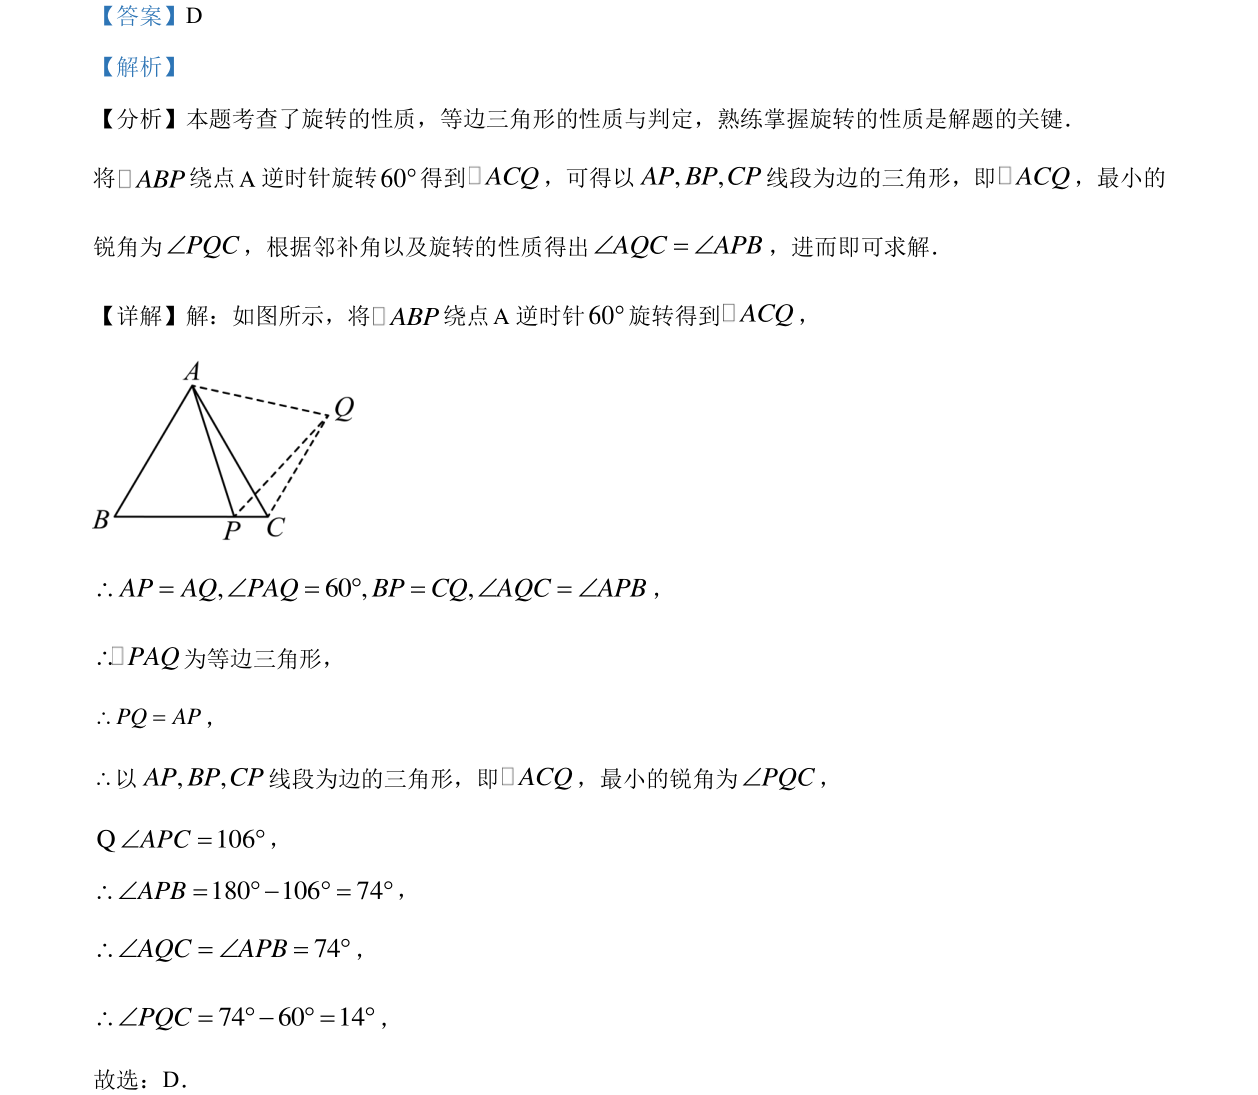 【答案】D
【解析】
【分析】本题考查了旋转的性质，等边三角形的性质与判定，熟练掌握旋转的性质是解题的关键．
将□ABP绕点A 逆时针旋转60°得到□ACQ，可得以 AP,BP,CP线段为边的三角形，即□ACQ，最小的
锐角为∠PQC，根据邻补角以及旋转的性质得出∠AQC=∠APB，进而即可求解．
【详解】解：如图所示，将□ABP绕点A 逆时针60°旋转得到□ACQ，
A
Q
B
P
C
∴AP=AQ,∠PAQ=60°,BP=CQ,∠AQC=∠APB，
∴□PAQ为等边三角形，
∴PQ=AP，
∴以 AP,BP,CP线段为边的三角形，即□ACQ，最小的锐角为∠PQC，
Q∠APC=106°，
∴∠APB=180°−106°=74°，
∴∠AQC=∠APB=74°，
∴∠PQC=74°−60°=14°，
故选：D．